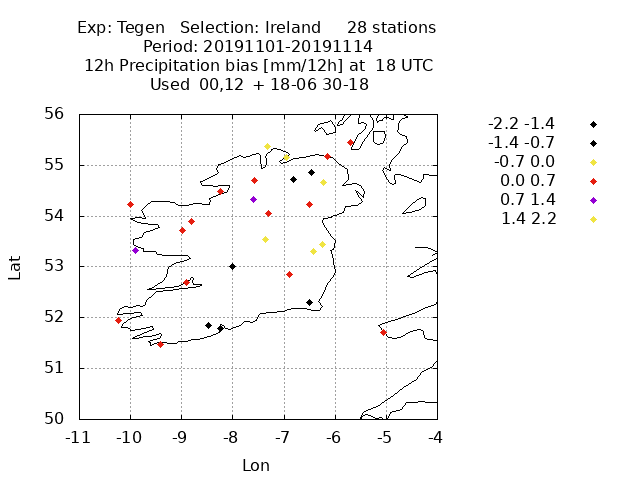 Exp: Tegen Selection: Ireland 28 stations
Period: 20191101-20191114
12h Precipitation bias [mm/12h] at 18 UTC
Used 00,12 + 18-06 30-18
56
55
54
53
52
51
50
-11 -10 -9 -8 -7 -6 -5 -4
Lat
Lon
-2.2 -1.4
-1.4 -0.7
-0.7 0.0
0.0 0.7
0.7 1.4
1.4 2.2